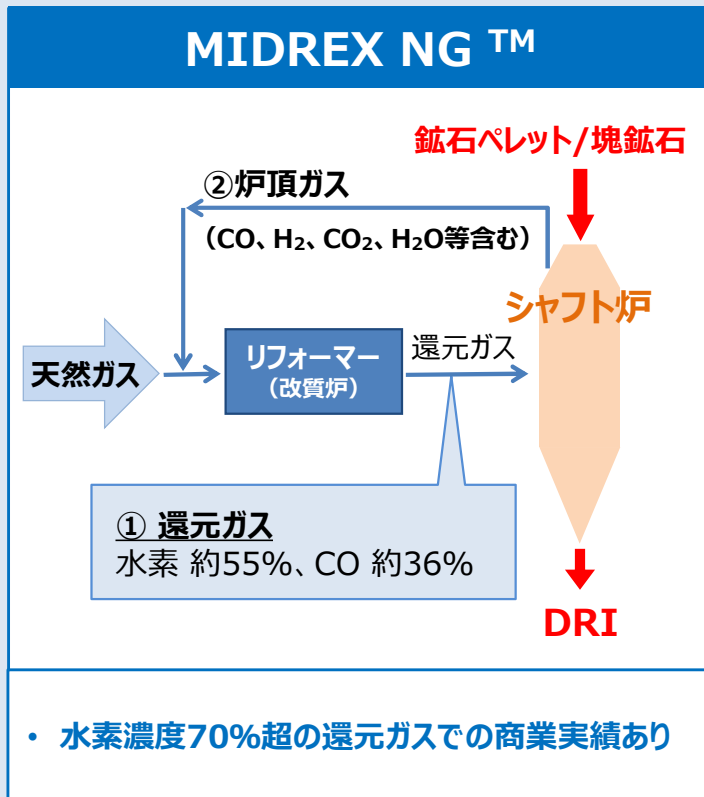 MIDREX NG ™
鉱石ペレット/塊鉱石
②炉頂ガス
（CO、H₂、CO₂、H₂O等含む）
シャフト炉
天然ガス
リフォーマー
（改質炉）
還元ガス
① 還元ガス
水素 約55%、CO 約36%
DRI
• 水素濃度70%超の還元ガスでの商業実績あり